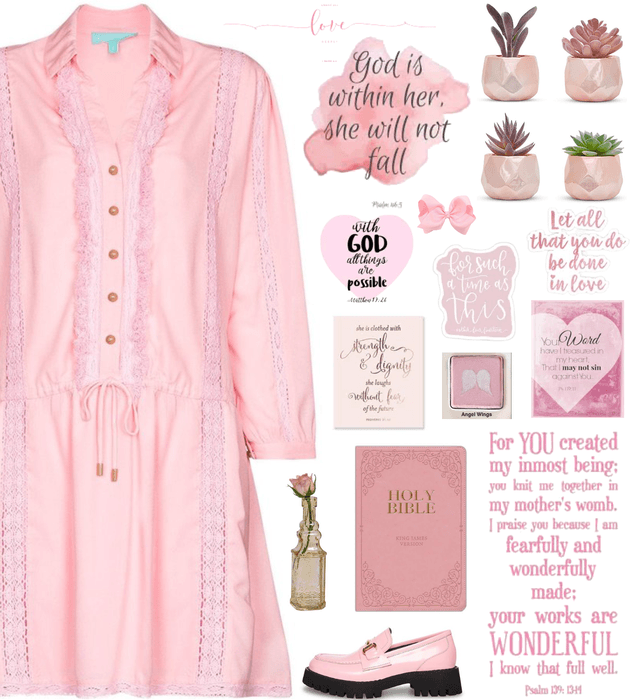 love
God is
within her,
she will not
fall
Psalm 46:5
with
GOD
all things
are
possible
Matthew 19:26
for such
a time as
THIS
Let all
that you do
be done
in love
she is clothed with
strength &
dignity
she laughs
without fear
of the future
PROVERBS
Angel Wings
Your Word
have I treasured in
my heart,
That I may not sin
against You.
HOLY
BIBLE
KING JAMES
VERSION
For YOU created
my inmost being;
you knit me together in
my mother's womb.
I praise you because I am
fearfully and
wonderfully
made;
your works are
WONDERFUL
I know that full well.
Psalm 139: 13-14